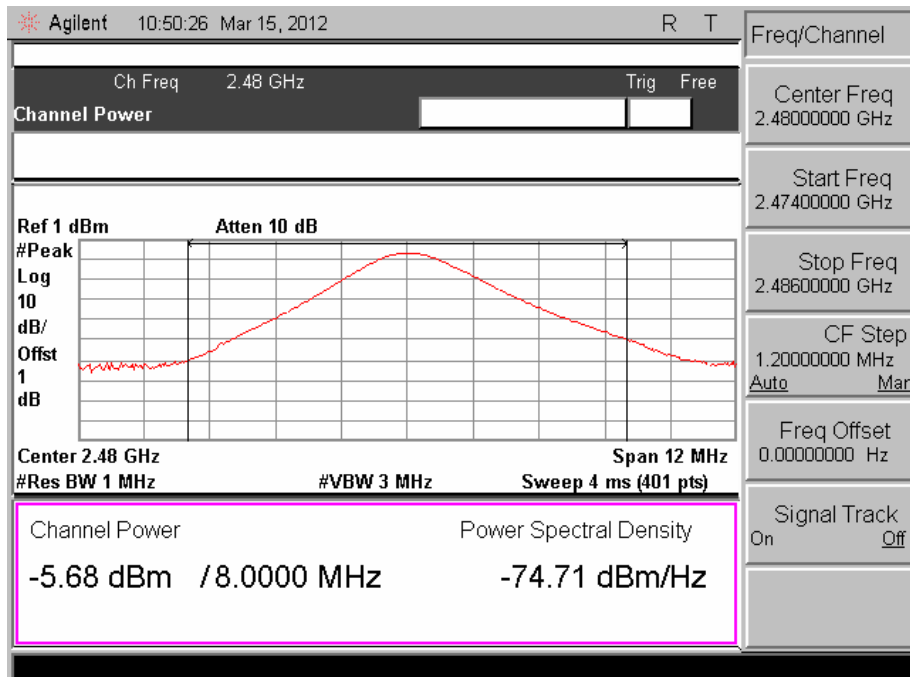 Agilent 10:50:26 Mar 15, 2012 R T
Freq/Channel
Ch Freq 2.48 GHz Trig Free
Channel Power
Center Freq
2.48000000 GHz
Start Freq
2.47400000 GHz
Stop Freq
2.48600000 GHz
CF Step
1.20000000 MHz
Auto Man
Freq Offset
0.00000000 Hz
Signal Track
On Off
Ref 1 dBm Atten 10 dB
#Peak
Log
10
dB/
Offst
1
dB
Center 2.48 GHz Span 12 MHz
#Res BW 1 MHz #VBW 3 MHz Sweep 4 ms (401 pts)
Channel Power Power Spectral Density
-5.68 dBm / 8.0000 MHz -74.71 dBm/Hz